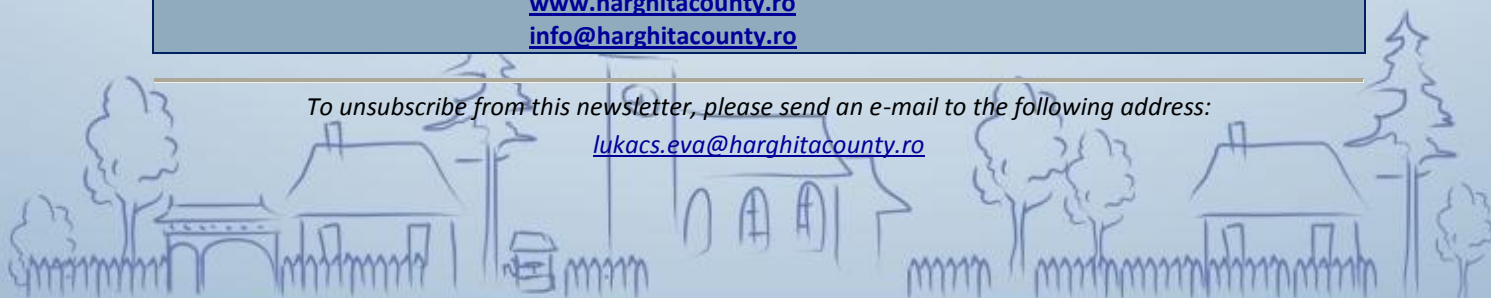 www.harghitacounty.ro
info@harghitacounty.ro
To unsubscribe from this newsletter, please send an e-mail to the following address:
lukacs.eva@harghitacounty.ro